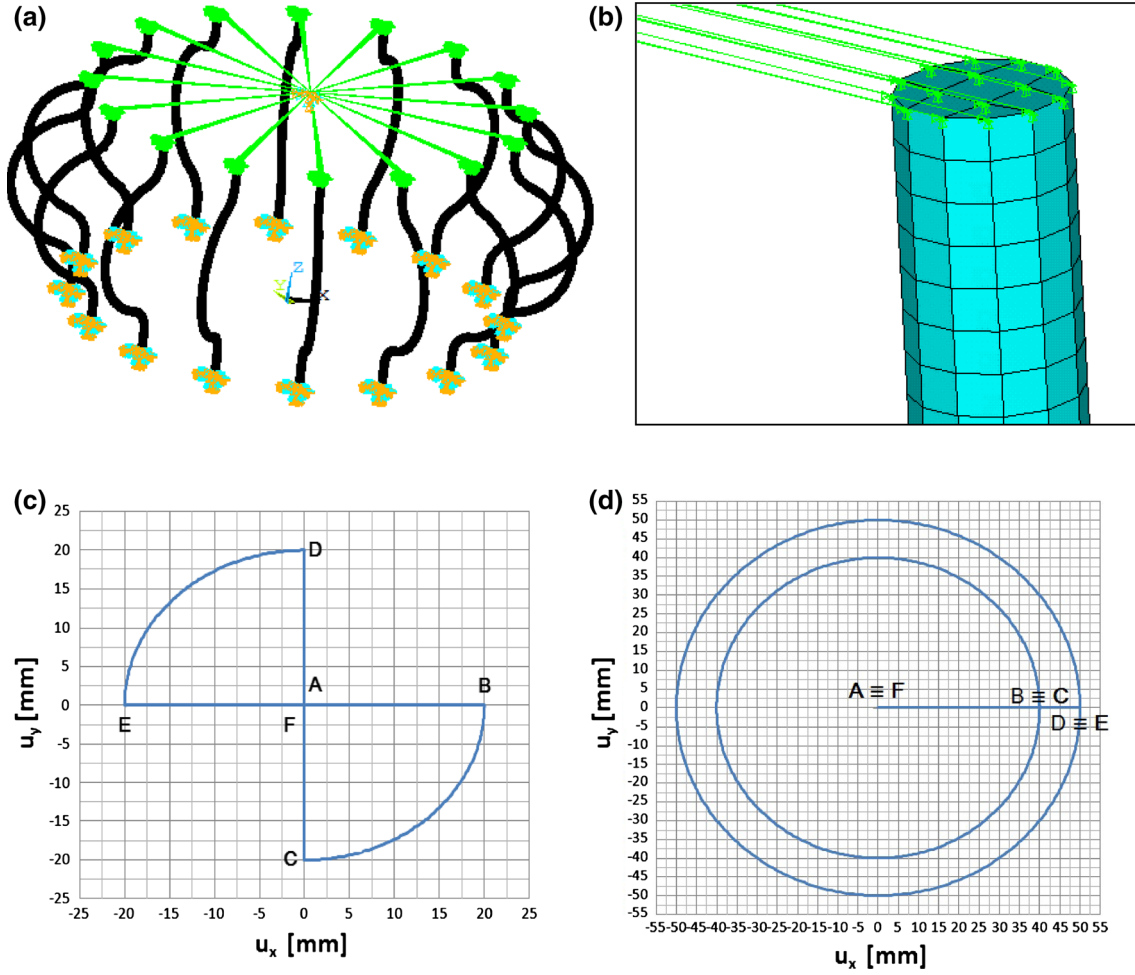 (a)
(b)
Z
Y
X
(c)
(d)
25
20
15
10
5
0
-5
-10
-15
-20
-25
u_y [mm]
D
A
B
E
F
C
-25 -20 -15 -10 -5 0 5 10 15 20 25
u_x [mm]
55
50
45
40
35
30
25
20
15
10
5
0
-5
-10
-15
-20
-25
-30
-35
-40
-45
-50
-55
u_y [mm]
A ≡ F
B ≡ C
D ≡ E
-55-50-45-40-35-30-25-20-15-10 -5 0 5 10 15 20 25 30 35 40 45 50 55
u_x [mm]